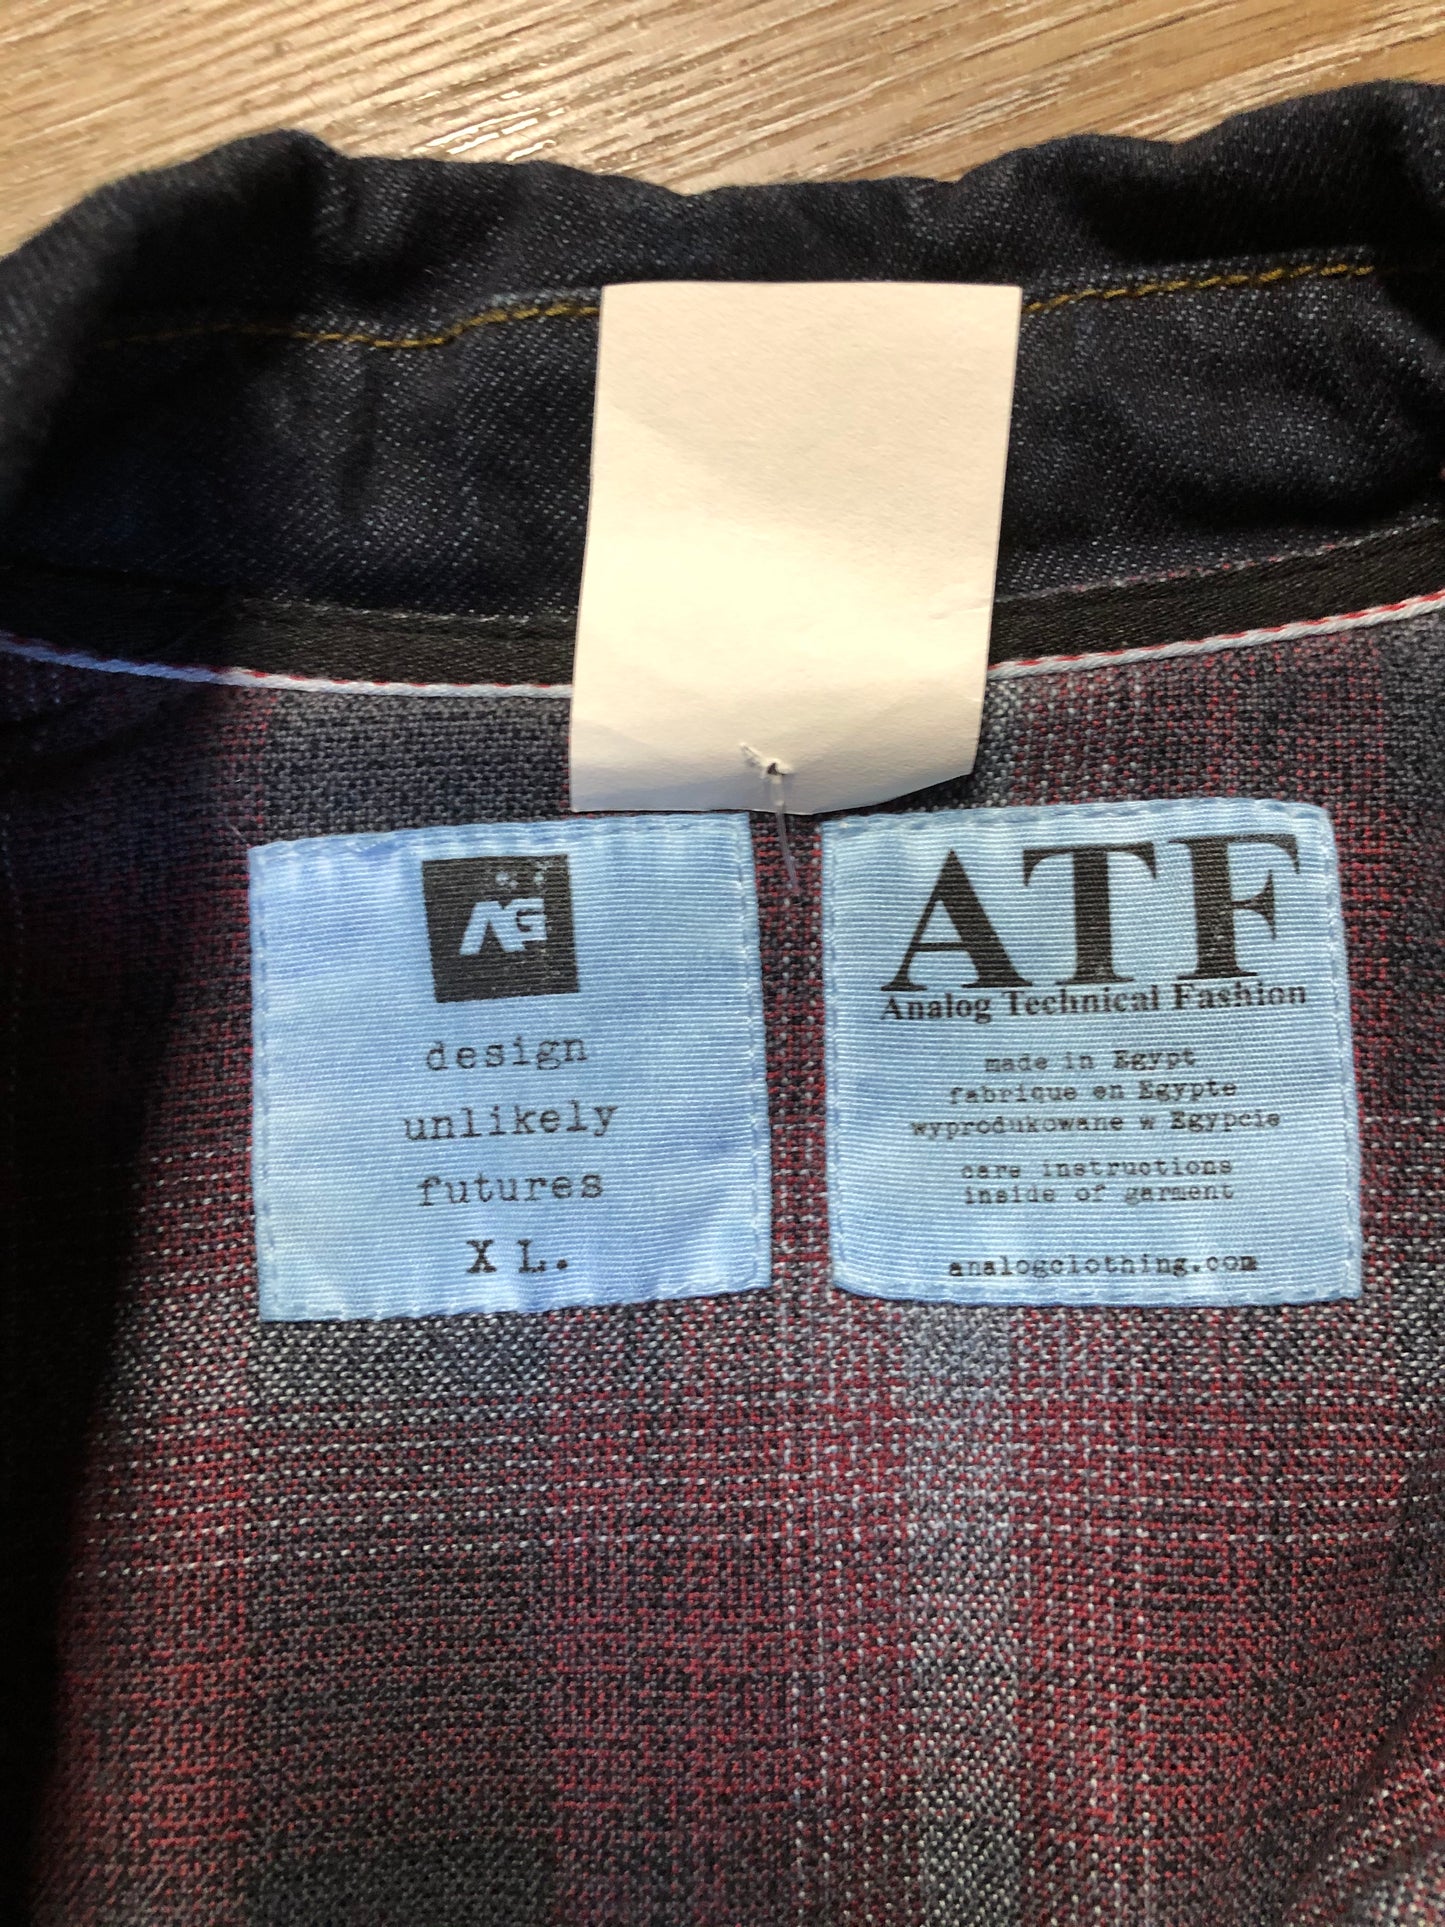 AG
design
unlikely
futures
XL.
ATF
Analog Technical Fashion
made in Egypt
fabrique en Egypte
wyprodukowane w Egypcie
care instructions
inside of garment
analogclothing.com